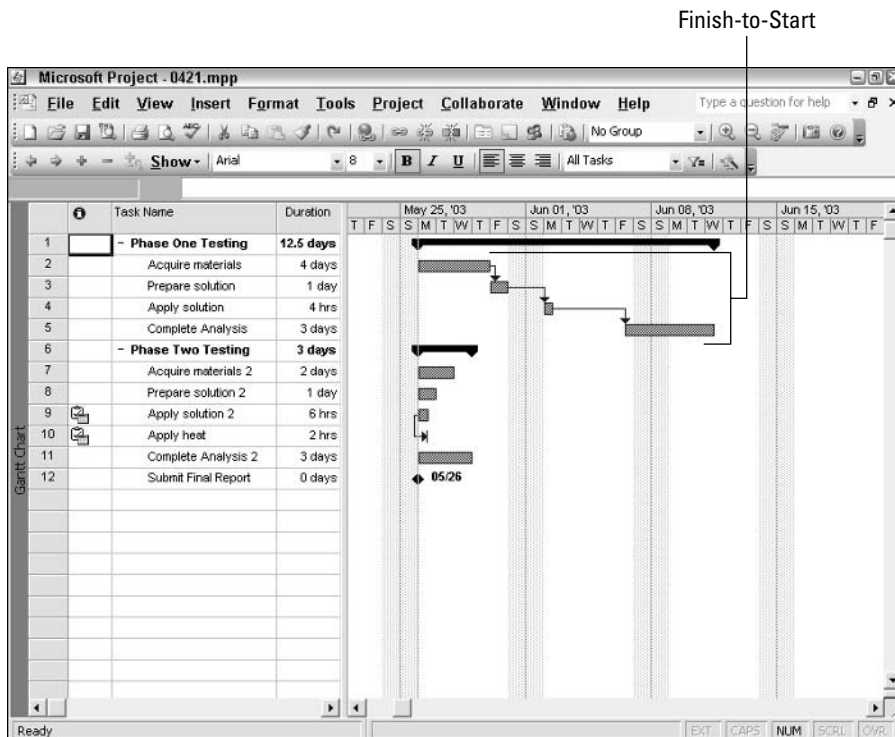 Finish-to-Start
Microsoft Project - 0421.mpp
File Edit View Insert Format Tools Project Collaborate Window Help Type a question for help
No Group
Show Arial 8 B I U All Tasks
Task Name Duration May 25, '03 Jun 01, '03 Jun 08, '03 Jun 15, '03
T F S S M T W T F S S M T W T F S S M T W T F S S M T W T F
1 - Phase One Testing 12.5 days
2 Acquire materials 4 days
3 Prepare solution 1 day
4 Apply solution 4 hrs
5 Complete Analysis 3 days
6 - Phase Two Testing 3 days
7 Acquire materials 2 2 days
8 Prepare solution 2 1 day
9 Apply solution 2 6 hrs
10 Apply heat 2 hrs
11 Complete Analysis 2 3 days
12 Submit Final Report 0 days 05/26
Gantt Chart
Ready EXT CAPS NUM SCRL OVR